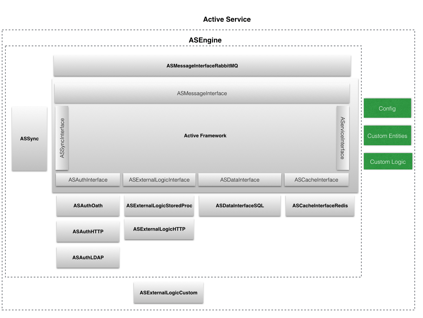 Active Service
ASEngine
ASMessageInterfaceRabbitMQ
ASMessageInterface
ASSync
ASSyncInterface
Active Framework
AServiceInterface
Config
Custom Entities
Custom Logic
ASAuthInterface
ASExternalLogicInterface
ASDataInterface
ASCacheInterface
ASAuthOath
ASExternalLogicStoredProc
ASDataInterfaceSQL
ASCacheInterfaceRedis
ASAuthHTTP
ASExternalLogicHTTP
ASAuthLDAP
ASExternalLogicCustom